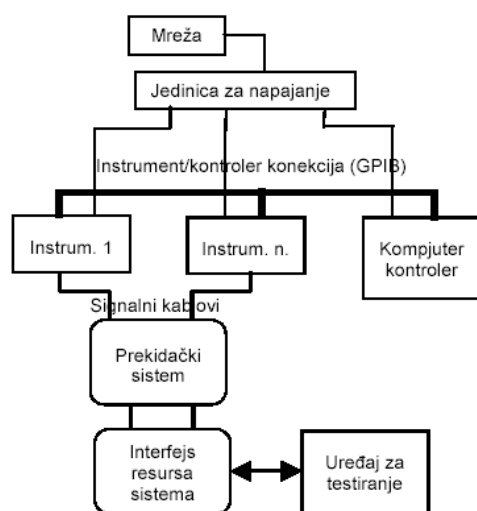 Mreža
Jedinica za napajanje
Instrument/kontroler konekcija (GPIB)
Instrum. 1
Instrum. n.
Kompjuter
kontroler
Signalni kablovi
Prekidački
sistem
Interfejs
resursa
sistema
Uređaj za
testiranje